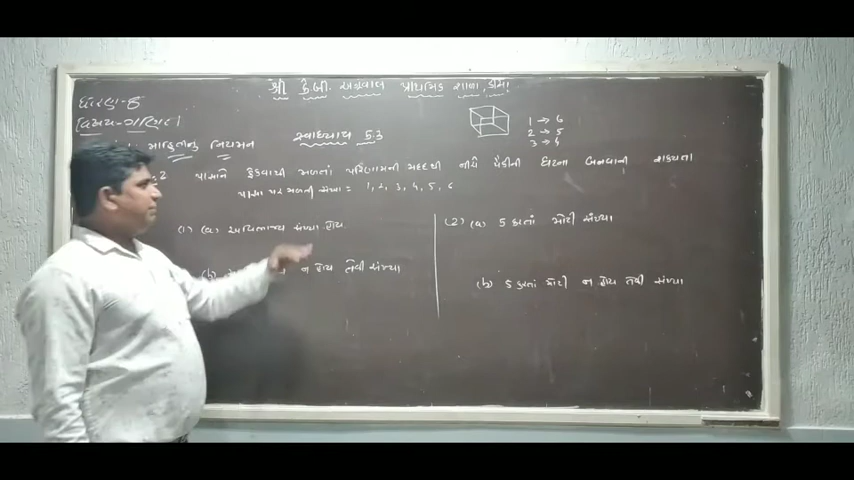 શ્રી કે.બી. અગ્રવાલ પ્રાથમિક શાળા, ડીસા
ધોરણ-8
વિષય-ગણિત
માહિતીનું નિયમન
સ્વાધ્યાય 5.3
1 → 6
2 → 5
3 → 4
2 પાસાને ફેંકવાથી મળતાં પરિણામની મદદથી નીચે પૈકીની ઘટના બનવાની શક્યતા
પાસા પર મળતી સંખ્યા = 1, 2, 3, 4, 5, 6
(1) (a) અવિભાજ્ય સંખ્યા હોય
(b) ન હોય તેવી સંખ્યા
(2) (a) 5 કરતાં મોટી સંખ્યા
(b) 5 કરતાં મોટી ન હોય તેવી સંખ્યા